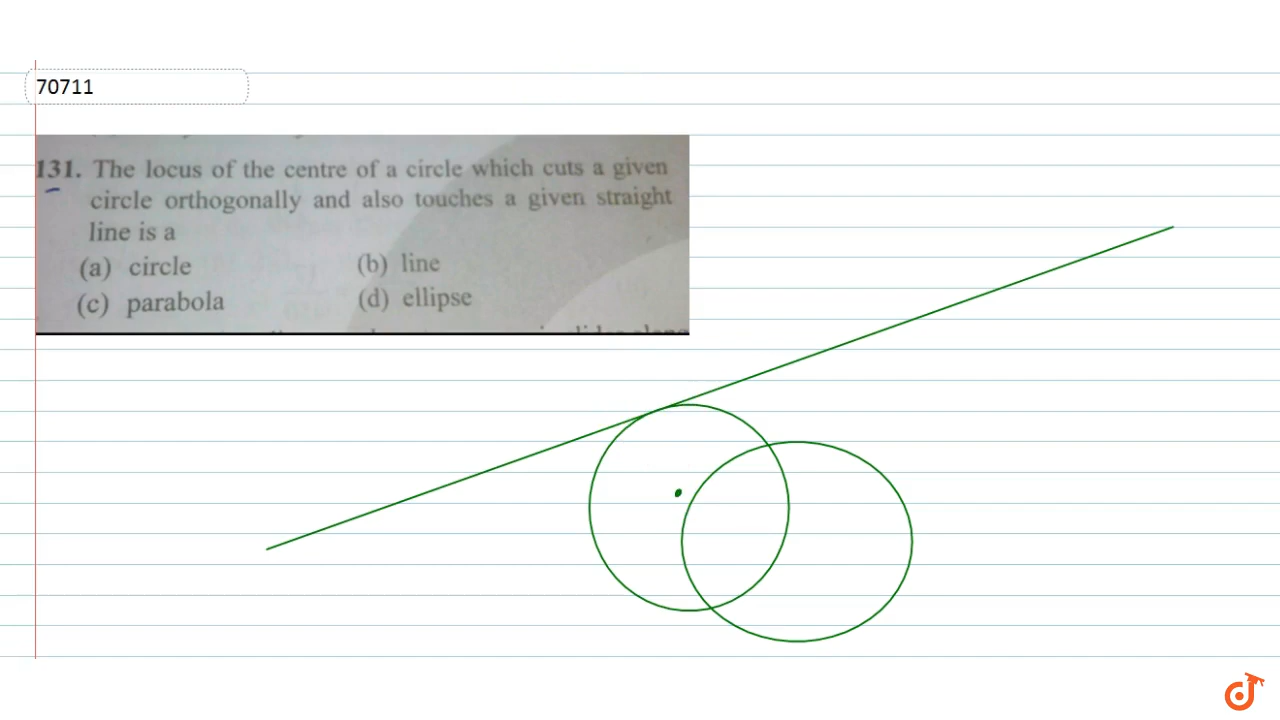 70711
131. The locus of the centre of a circle which cuts a given
circle orthogonally and also touches a given straight
line is a
(a) circle
(b) line
(c) parabola
(d) ellipse